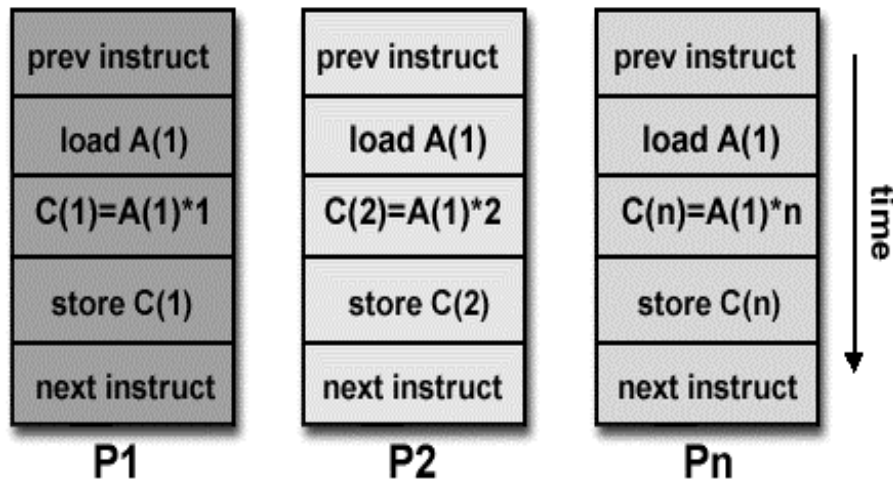 prev instruct
load A(1)
C(1)=A(1)*1
store C(1)
next instruct
P1
prev instruct
load A(1)
C(2)=A(1)*2
store C(2)
next instruct
P2
prev instruct
load A(1)
C(n)=A(1)*n
store C(n)
next instruct
Pn
time